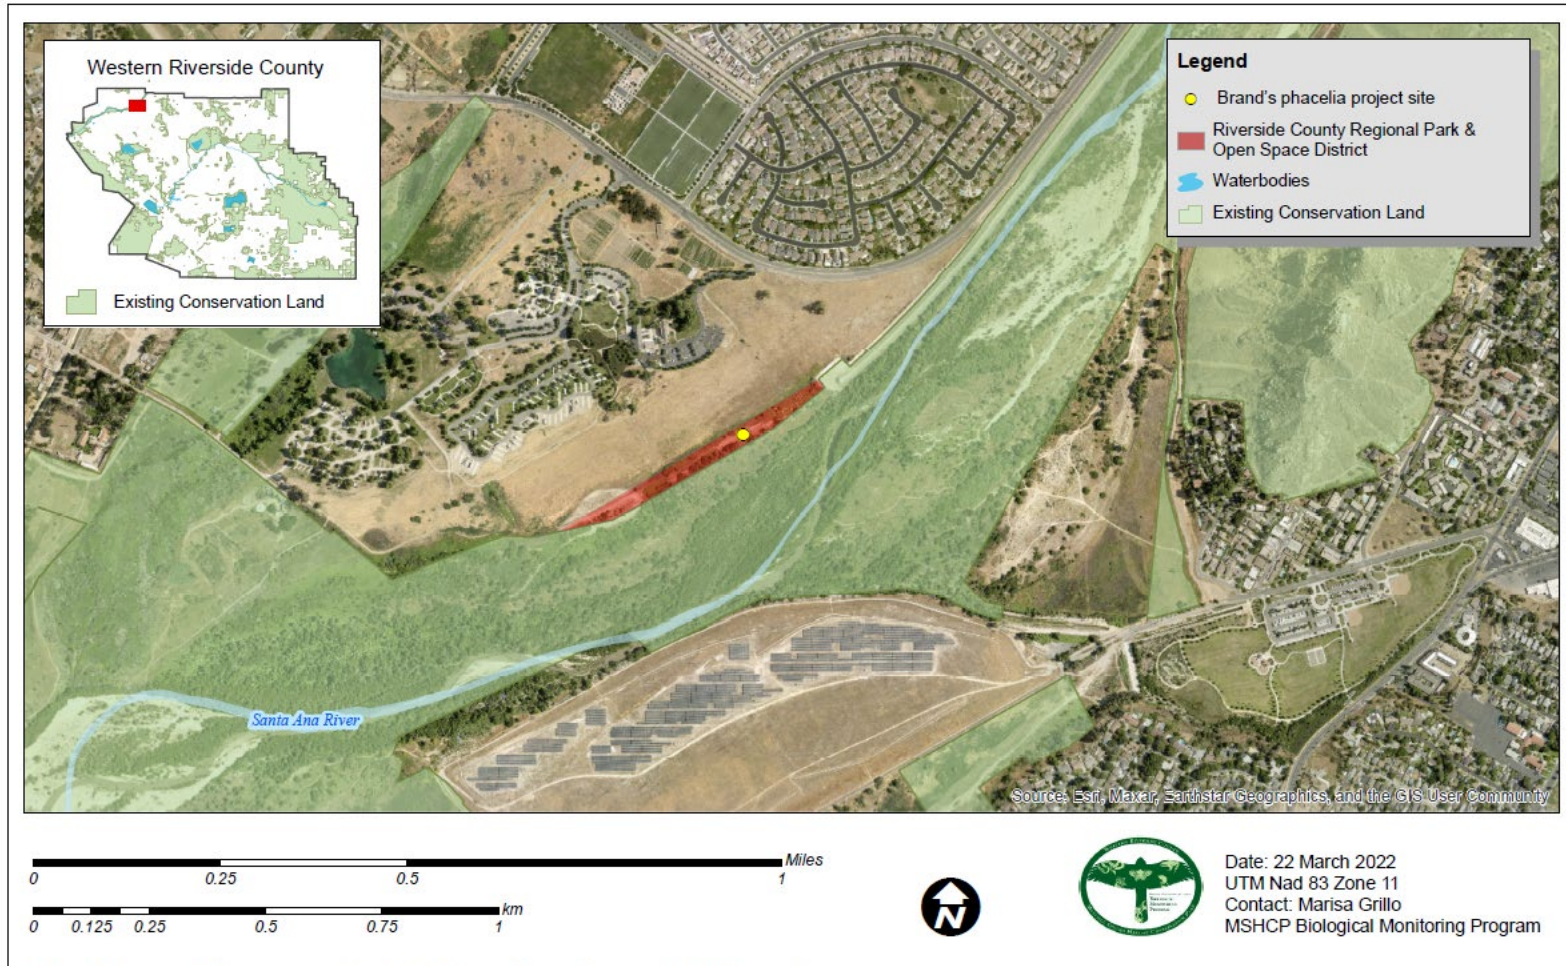 Western Riverside County
Existing Conservation Land
Legend
Brand's phacelia project site
Riverside County Regional Park &
Open Space District
Waterbodies
Existing Conservation Land
Santa Ana River
Source: Esri, Maxar, Earthstar Geographics, and the GIS User Community
Miles
0 0.25 0.5 1
km
0 0.125 0.25 0.5 0.75 1
N
Date: 22 March 2022
UTM Nad 83 Zone 11
Contact: Marisa Grillo
MSHCP Biological Monitoring Program